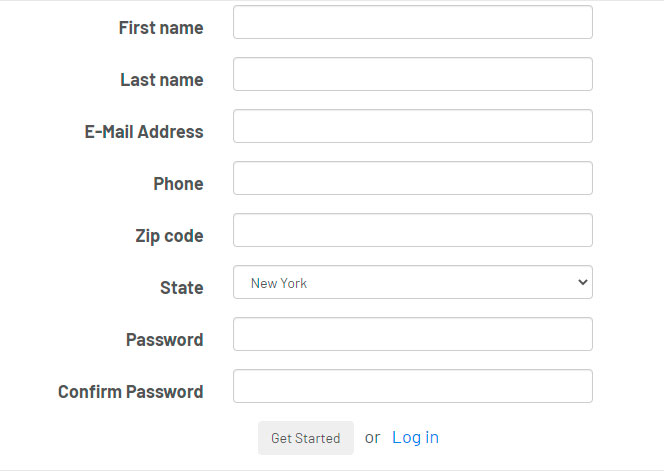 First name
Last name
E-Mail Address
Phone
Zip code
State New York
Password
Confirm Password
Get Started or Log in